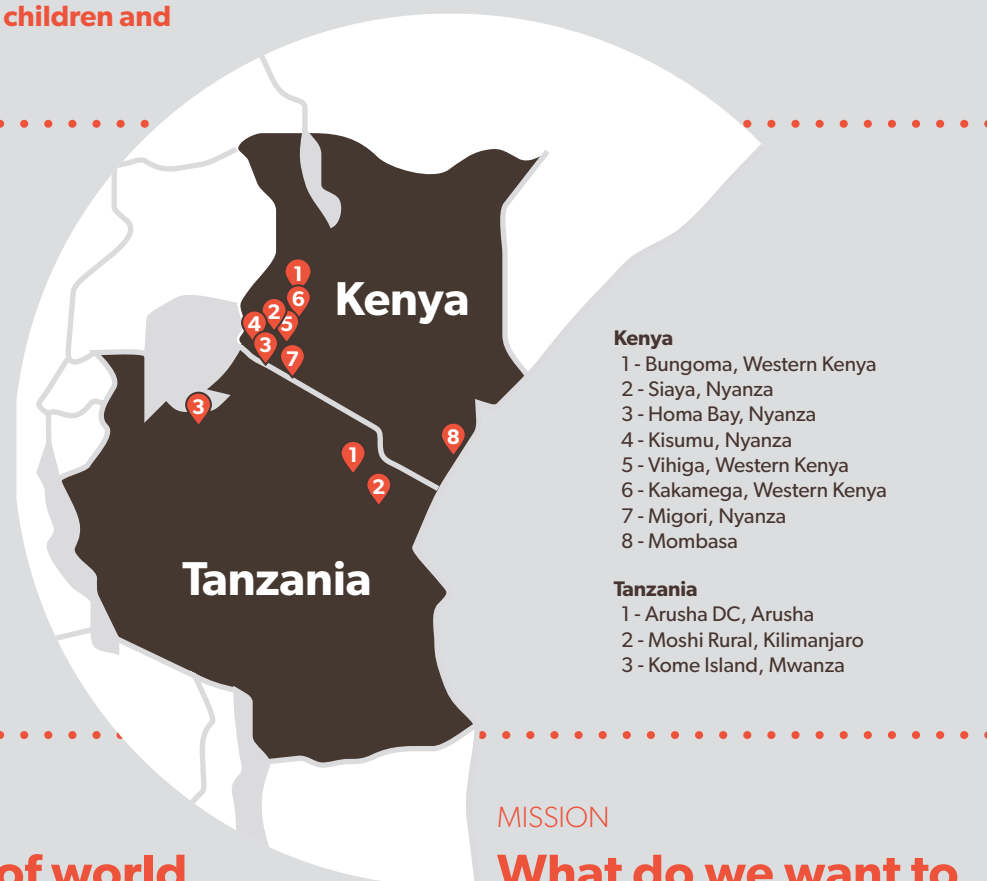 children and
1
6
Kenya
2
4
5
3
7
3
8
1
2
Tanzania
Kenya
1 - Bungoma, Western Kenya
2 - Siaya, Nyanza
3 - Homa Bay, Nyanza
4 - Kisumu, Nyanza
5 - Vihiga, Western Kenya
6 - Kakamega, Western Kenya
7 - Migori, Nyanza
8 - Mombasa
Tanzania
1 - Arusha DC, Arusha
2 - Moshi Rural, Kilimanjaro
3 - Kome Island, Mwanza
MISSION
of world
What do we want to